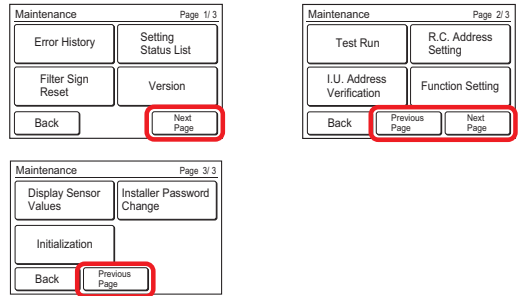 Maintenance Page 1/3
Error History
Setting
Status List
Filter Sign
Reset
Version
Back
Next
Page
Maintenance Page 2/3
Test Run
R.C. Address
Setting
I.U. Address
Verification
Function Setting
Back
Previous
Page
Next
Page
Maintenance Page 3/3
Display Sensor
Values
Installer Password
Change
Initialization
Back
Previous
Page